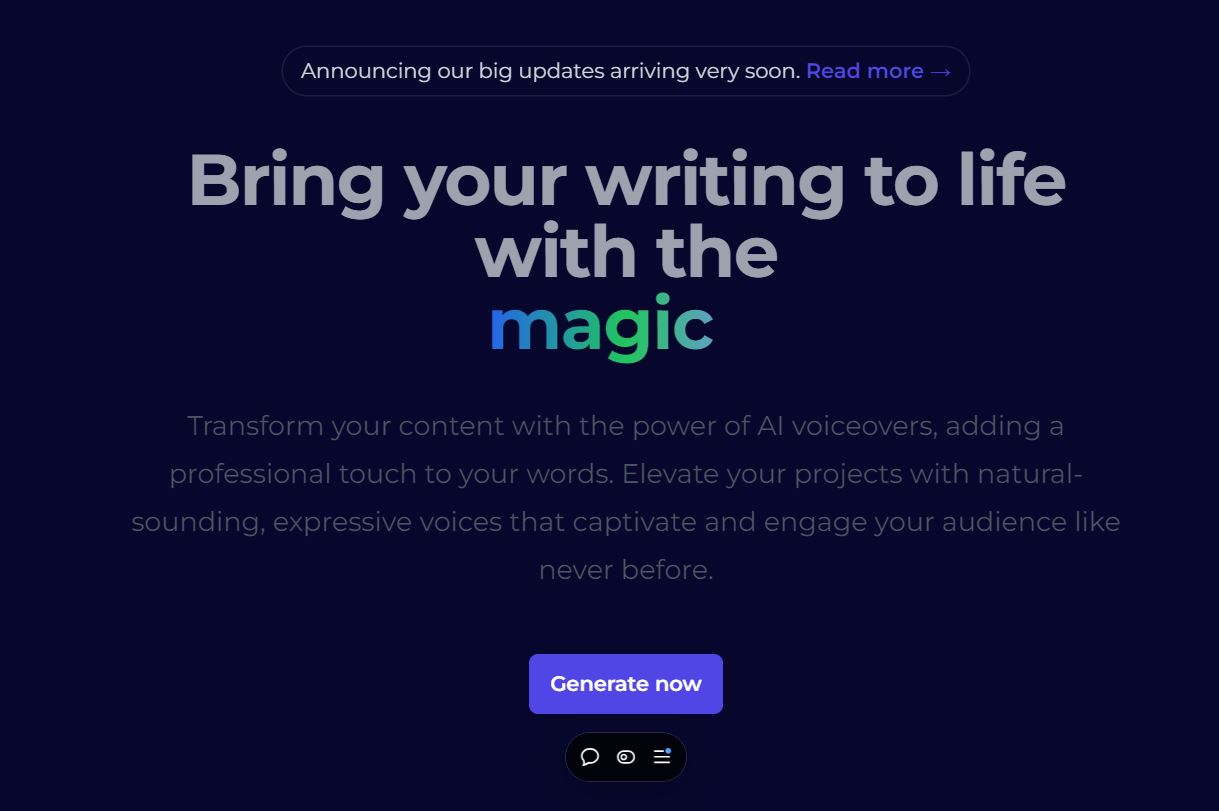 Announcing our big updates arriving very soon. Read more →
Bring your writing to life
with the
magic
Transform your content with the power of AI voiceovers, adding a
professional touch to your words. Elevate your projects with natural-
sounding, expressive voices that captivate and engage your audience like
never before.
Generate now